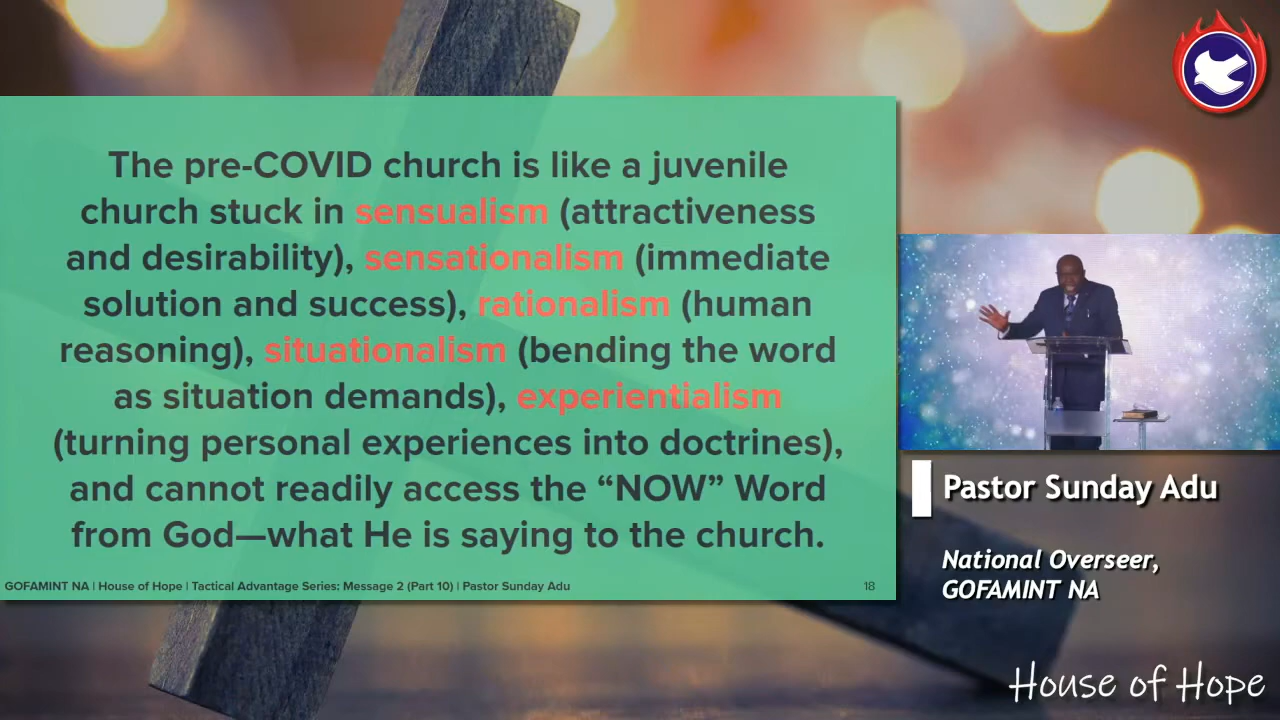 The pre-COVID church is like a juvenile
church stuck in sensualism (attractiveness
and desirability), sensationalism (immediate
solution and success), rationalism (human
reasoning), situationalism (bending the word
as situation demands), experientialism
(turning personal experiences into doctrines),
and cannot readily access the “NOW” Word
from God—what He is saying to the church.
GOFAMINT NA | House of Hope | Tactical Advantage Series: Message 2 (Part 10) | Pastor Sunday Adu
18
Pastor Sunday Adu
National Overseer,
GOFAMINT NA
House of Hope